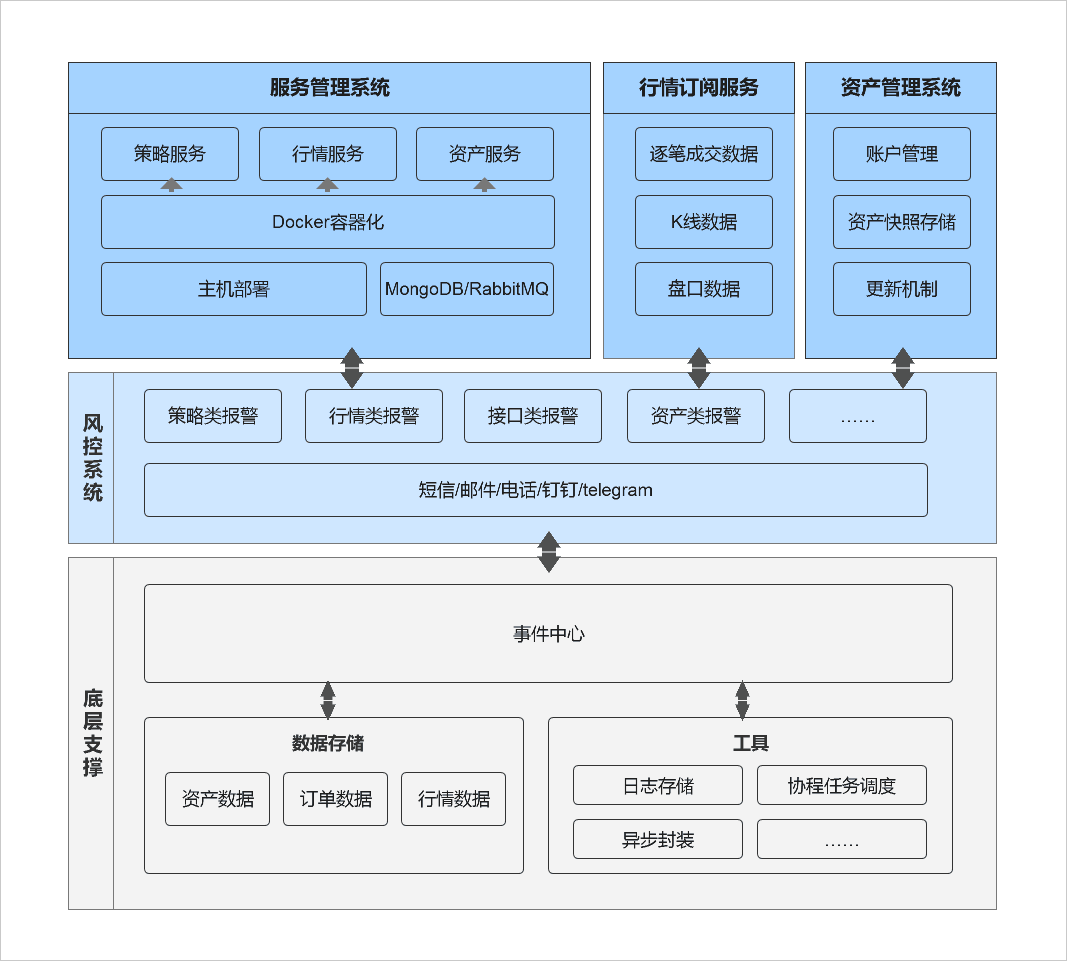 服务管理系统
策略服务
行情服务
资产服务
Docker容器化
主机部署
MongoDB/RabbitMQ
行情订阅服务
逐笔成交数据
K线数据
盘口数据
资产管理系统
账户管理
资产快照存储
更新机制
风控系统
策略类报警
行情类报警
接口类报警
资产类报警
……
短信/邮件/电话/钉钉/telegram
底层支撑
事件中心
数据存储
资产数据
订单数据
行情数据
工具
日志存储
协程任务调度
异步封装
……